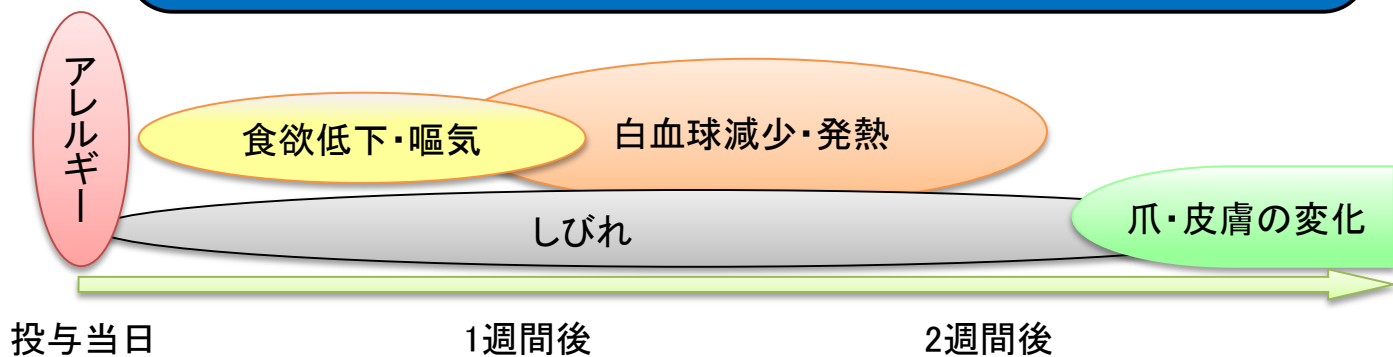 アレルギー
食欲低下・嘔気
白血球減少・発熱
しびれ
爪・皮膚の変化
投与当日
1週間後
2週間後